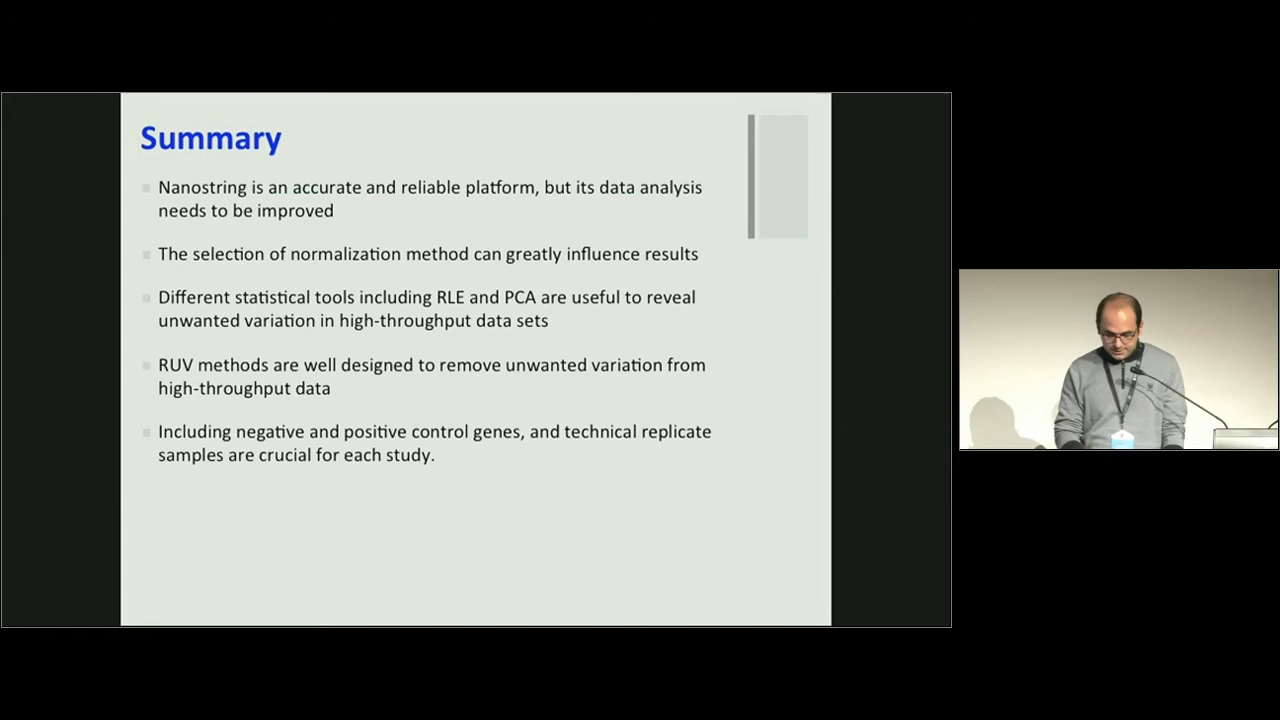 Summary
Nanostring is an accurate and reliable platform, but its data analysis
needs to be improved
The selection of normalization method can greatly influence results
Different statistical tools including RLE and PCA are useful to reveal
unwanted variation in high-throughput data sets
RUV methods are well designed to remove unwanted variation from
high-throughput data
Including negative and positive control genes, and technical replicate
samples are crucial for each study.